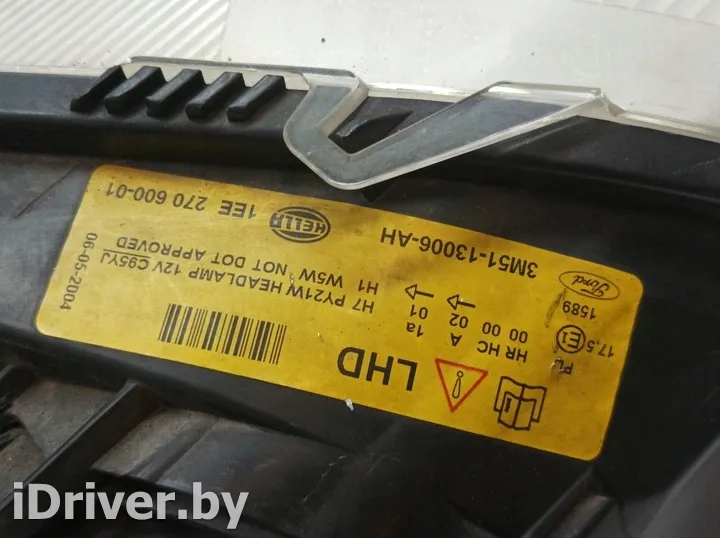 Ford
3M51-13006-AH
HELLA 1EE 270 600-01
1589
17,5 E1
PL
HR HC A 1a
00 00 02 01
H7 PY21W HEADLAMP 12V C95YJ
H1 W5W NOT DOT APPROVED
06-05-2004
LHD
iDriver.by